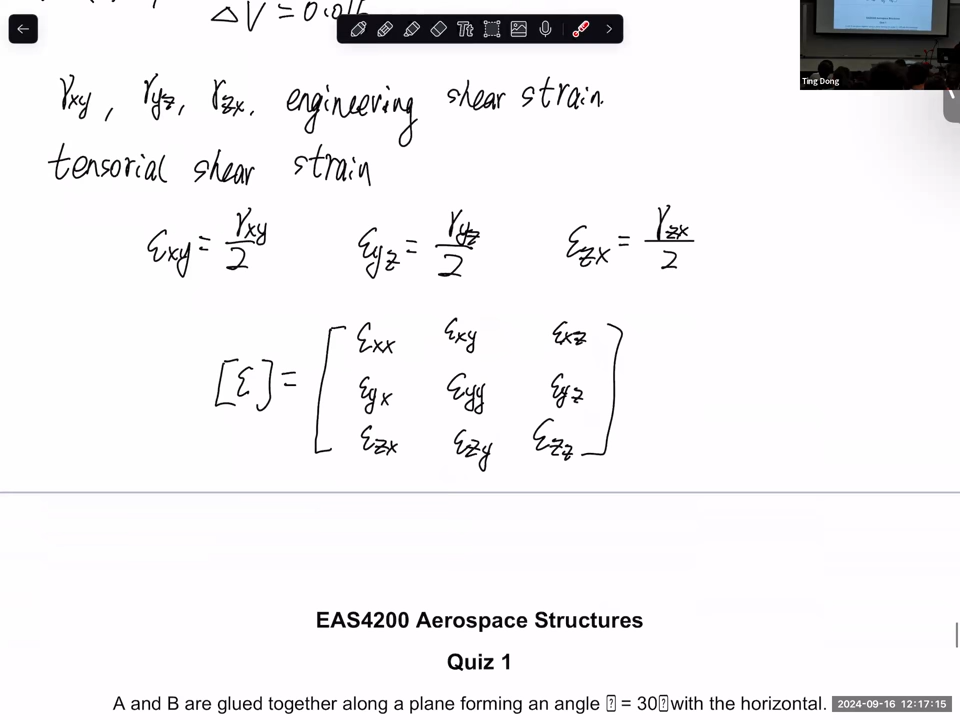 ΔV = 0.01
Tt
Ting Dong
γxy, γyz, γzx, engineering shear strain
tensorial shear strain
εxy = γxy/2 εyz = γyz/2 εzx = γzx/2
[ε] = [ εxx εxy εxz
εyx εyy εyz
εzx εzy εzz ]
EAS4200 Aerospace Structures
Quiz 1
A and B are glued together along a plane forming an angle = 30 with the horizontal.
2024-09-16 12:17:15